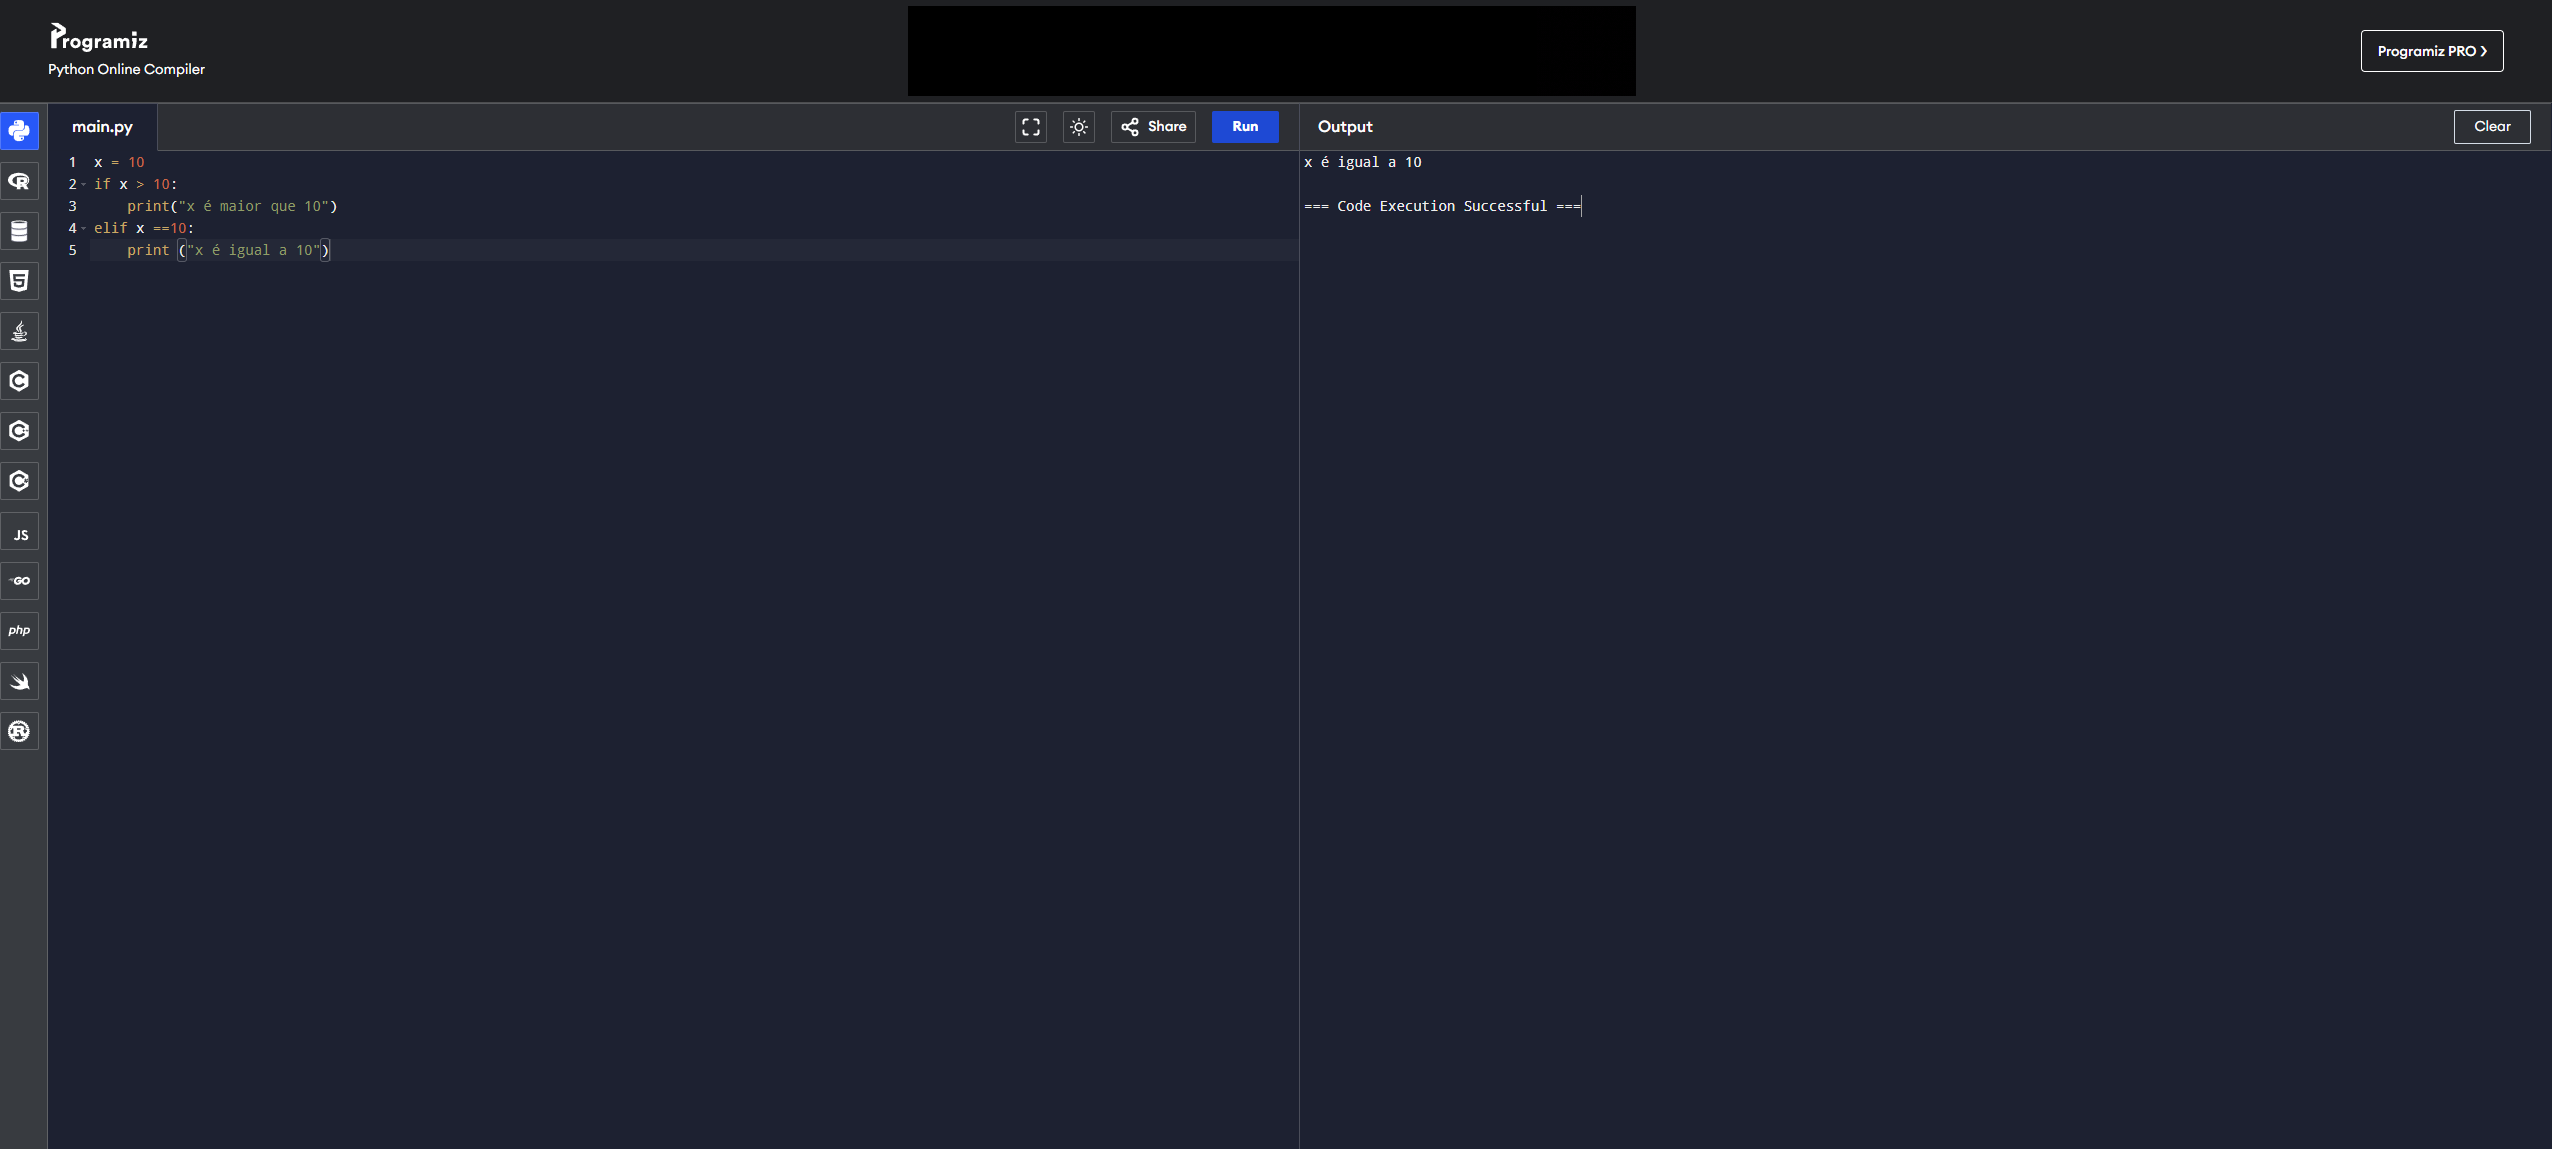 Programiz
Python Online Compiler
Programiz PRO ❯
main.py
Share
Run
Output
Clear
1 x = 10
2 if x > 10:
3     print("x é maior que 10")
4 elif x ==10:
5     print ("x é igual a 10")
x é igual a 10
=== Code Execution Successful ===
R
5
C
C
C
JS
GO
php
R